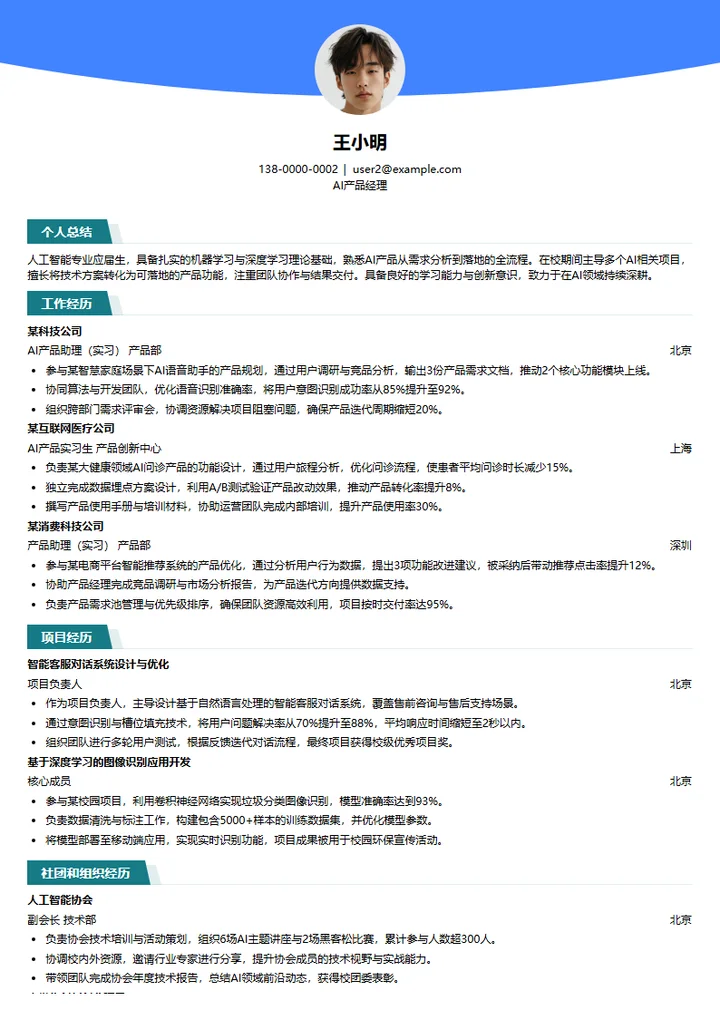 王小明
138-0000-0002 | user2@example.com
AI产品经理
个人总结
人工智能专业应届生，具备扎实的机器学习与深度学习理论基础，熟悉AI产品从需求分析到落地的全流程。在校期间主导多个AI相关项目，
擅长将技术方案转化为可落地的产品功能，注重团队协作与结果交付。具备良好的学习能力与创新意识，致力于在AI领域持续深耕。
工作经历
某科技公司
AI产品助理（实习） 产品部 北京
• 参与某智慧家庭场景下AI语音助手的产品规划，通过用户调研与竞品分析，输出3份产品需求文档，推动2个核心功能模块上线。
• 协同算法与开发团队，优化语音识别准确率，将用户意图识别成功率从85%提升至92%。
• 组织跨部门需求评审会，协调资源解决项目阻塞问题，确保产品迭代周期缩短20%。
某互联网医疗公司
AI产品实习生 产品创新中心 上海
• 负责某大健康领域AI问诊产品的功能设计，通过用户旅程分析，优化问诊流程，使患者平均问诊时长减少15%。
• 独立完成数据埋点方案设计，利用A/B测试验证产品改动效果，推动产品转化率提升8%。
• 撰写产品使用手册与培训材料，协助运营团队完成内部培训，提升产品使用率30%。
某消费科技公司
产品助理（实习） 产品部 深圳
• 参与某电商平台智能推荐系统的产品优化，通过分析用户行为数据，提出3项功能改进建议，被采纳后带动推荐点击率提升12%。
• 协助产品经理完成竞品调研与市场分析报告，为产品迭代方向提供数据支持。
• 负责产品需求池管理与优先级排序，确保团队资源高效利用，项目按时交付率达95%。
项目经历
智能客服对话系统设计与优化
项目负责人 北京
• 作为项目负责人，主导设计基于自然语言处理的智能客服对话系统，覆盖售前咨询与售后支持场景。
• 通过意图识别与槽位填充技术，将用户问题解决率从70%提升至88%，平均响应时间缩短至2秒以内。
• 组织团队进行多轮用户测试，根据反馈迭代对话流程，最终项目获得校级优秀项目奖。
基于深度学习的图像识别应用开发
核心成员 北京
• 参与某校园项目，利用卷积神经网络实现垃圾分类图像识别，模型准确率达到93%。
• 负责数据清洗与标注工作，构建包含5000+样本的训练数据集，并优化模型参数。
• 将模型部署至移动端应用，实现实时识别功能，项目成果被用于校园环保宣传活动。
社团和组织经历
人工智能协会
副会长 技术部 北京
• 负责协会技术培训与活动策划，组织6场AI主题讲座与2场黑客松比赛，累计参与人数超300人。
• 协调校内外资源，邀请行业专家进行分享，提升协会成员的技术视野与实战能力。
• 带领团队完成协会年度技术报告，总结AI领域前沿动态，获得校团委表彰。